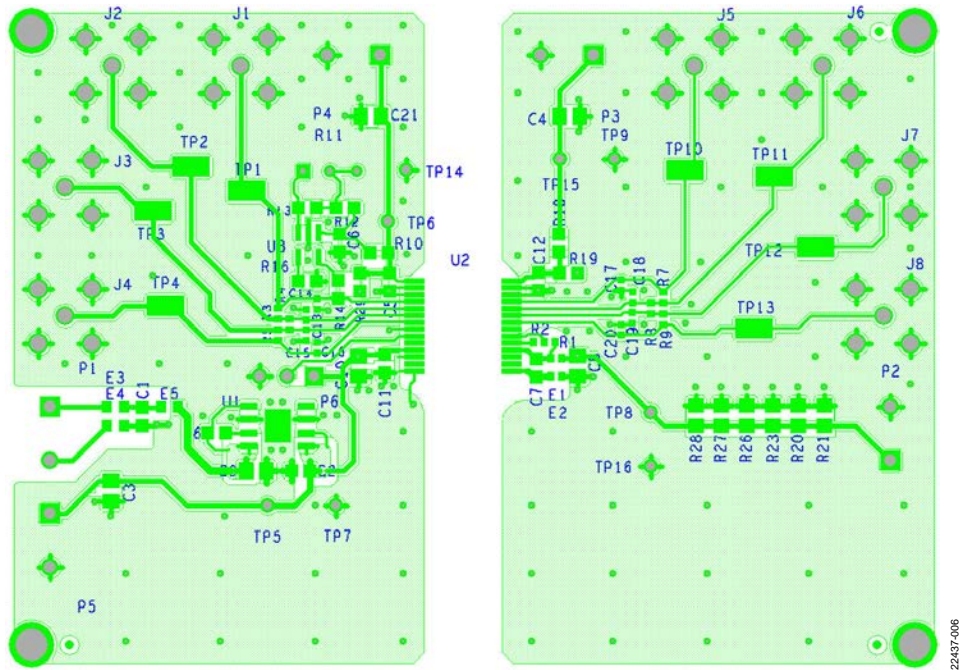 J2 J1 J5 J6
P4 C21 C4 P3
R11 TP9
J3 TP2 TP1 TP10 TP11 J7
TP14 TP15
R13 R12 TP6
TP3 U3 C6 R10 U2 C12 R19 TP12
R16 C17 C18 R7 J8
J4 TP4 C14 R14 TP13
C13 C20 C19 R8 R9
C15 R2 R1
P1 P6 C11 C7 P2
E3 E1
E4 C1 E5 U1 E2 TP8
R28 R27 R26 R23 R20 R21
TP16
C3
TP5 TP7
P5
22437-006